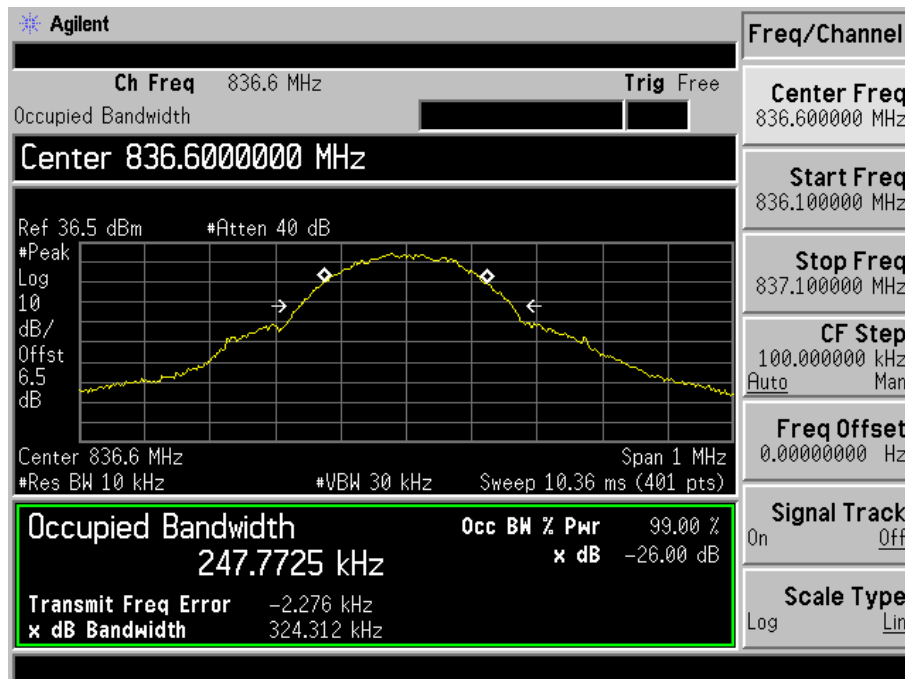 Agilent
Freq/Channel
Ch Freq 836.6 MHz Trig Free
Occupied Bandwidth
Center 836.6000000 MHz
Ref 36.5 dBm #Atten 40 dB
#Peak
Log
10
dB/
Offst
6.5
dB
Center 836.6 MHz Span 1 MHz
#Res BW 10 kHz #VBW 30 kHz Sweep 10.36 ms (401 pts)
Occupied Bandwidth Occ BW % Pwr 99.00 %
247.7725 kHz x dB -26.00 dB
Transmit Freq Error -2.276 kHz
x dB Bandwidth 324.312 kHz
Center Freq
836.600000 MHz
Start Freq
836.100000 MHz
Stop Freq
837.100000 MHz
CF Step
100.000000 kHz
Auto Man
Freq Offset
0.00000000 Hz
Signal Track
On Off
Scale Type
Log Lin